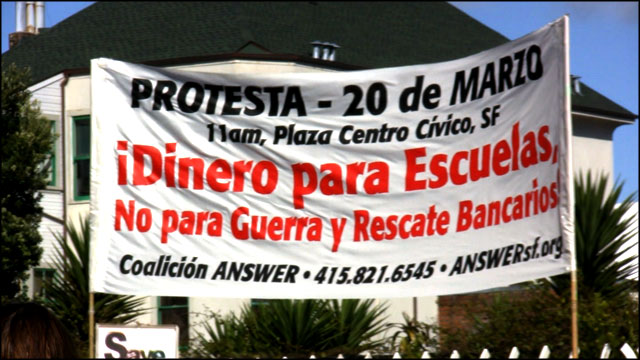 PROTESTA - 20 de MARZO
11am, Plaza Centro Cívico, SF
¡Dinero para Escuelas,
No para Guerra y Rescate Bancarios!
Coalición ANSWER • 415.821.6545 • ANSWERsf.org
Save